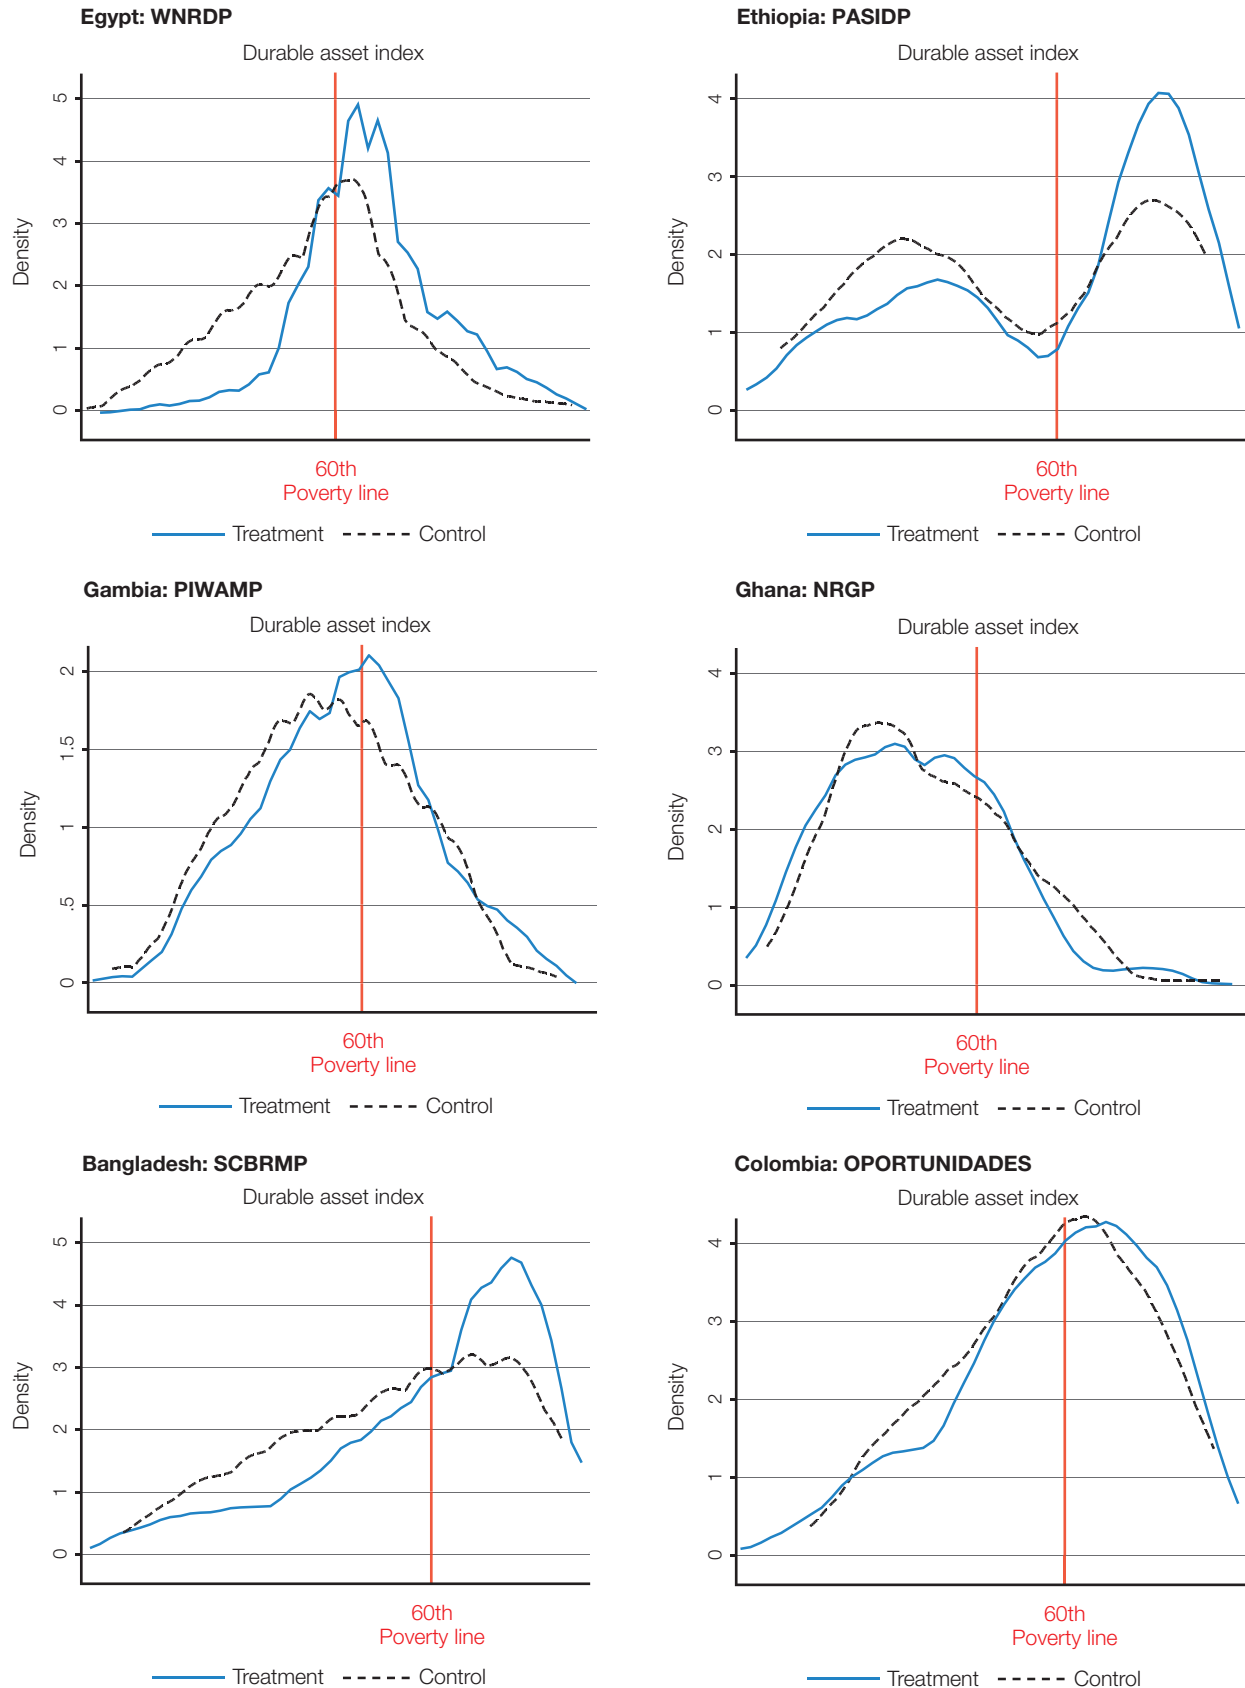 Egypt: WNRDP
Durable asset index
Density
5
4
3
2
1
0
60th
Poverty line
Treatment
Control
Ethiopia: PASIDP
Durable asset index
Density
4
3
2
1
0
60th
Poverty line
Treatment
Control
Gambia: PIWAMP
Durable asset index
Density
2
1.5
1
.5
0
60th
Poverty line
Treatment
Control
Ghana: NRGP
Durable asset index
Density
4
3
2
1
0
60th
Poverty line
Treatment
Control
Bangladesh: SCBRMP
Durable asset index
Density
5
4
3
2
1
0
60th
Poverty line
Treatment
Control
Colombia: OPORTUNIDADES
Durable asset index
Density
4
3
2
1
0
60th
Poverty line
Treatment
Control